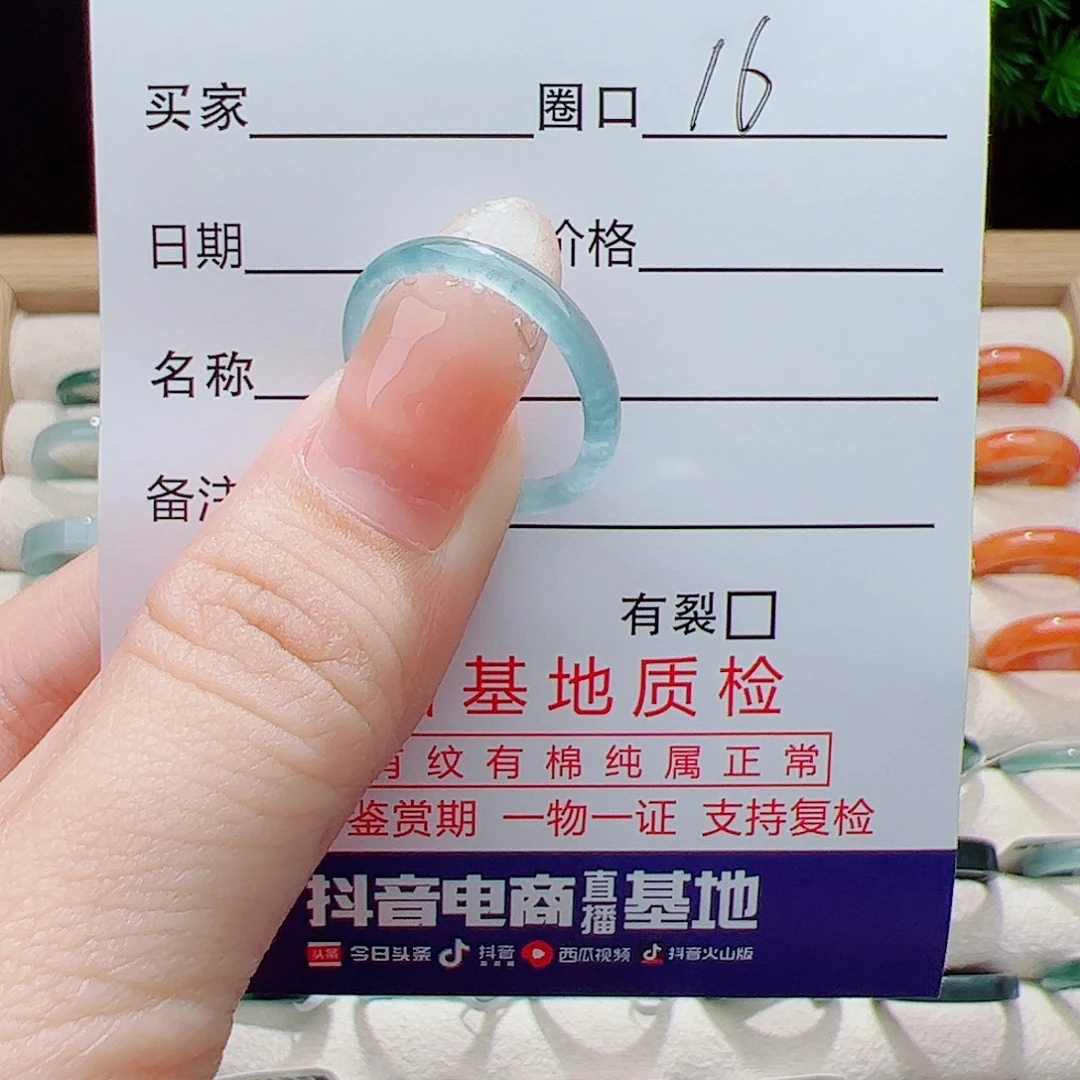 买家 圈口 16
日期 价格
名称
备注
有裂
基地质检
有纹有棉纯属正常
鉴赏期 一物一证 支持复检
抖音电商直播基地
头条 今日头条 抖音 西瓜视频 抖音火山版